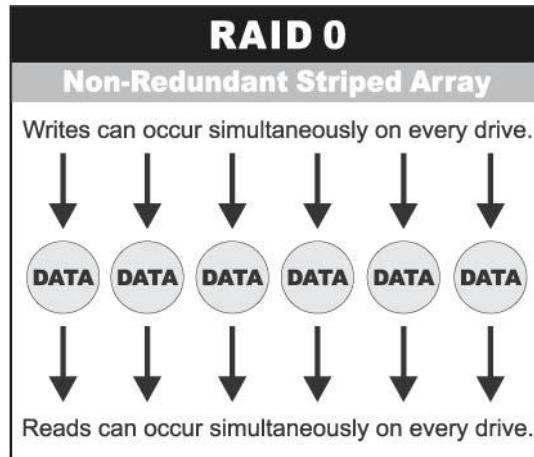 RAID 0
Non-Redundant Striped Array
Writes can occur simultaneously on every drive.
DATA DATA DATA DATA DATA DATA
Reads can occur simultaneously on every drive.